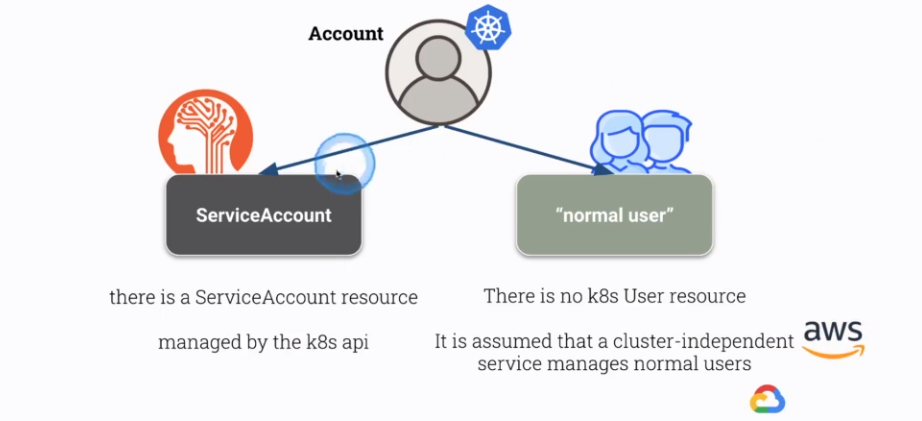 Account
ServiceAccount
“normal user”
there is a ServiceAccount resource
managed by the k8s api
There is no k8s User resource
It is assumed that a cluster-independent
service manages normal users
aws